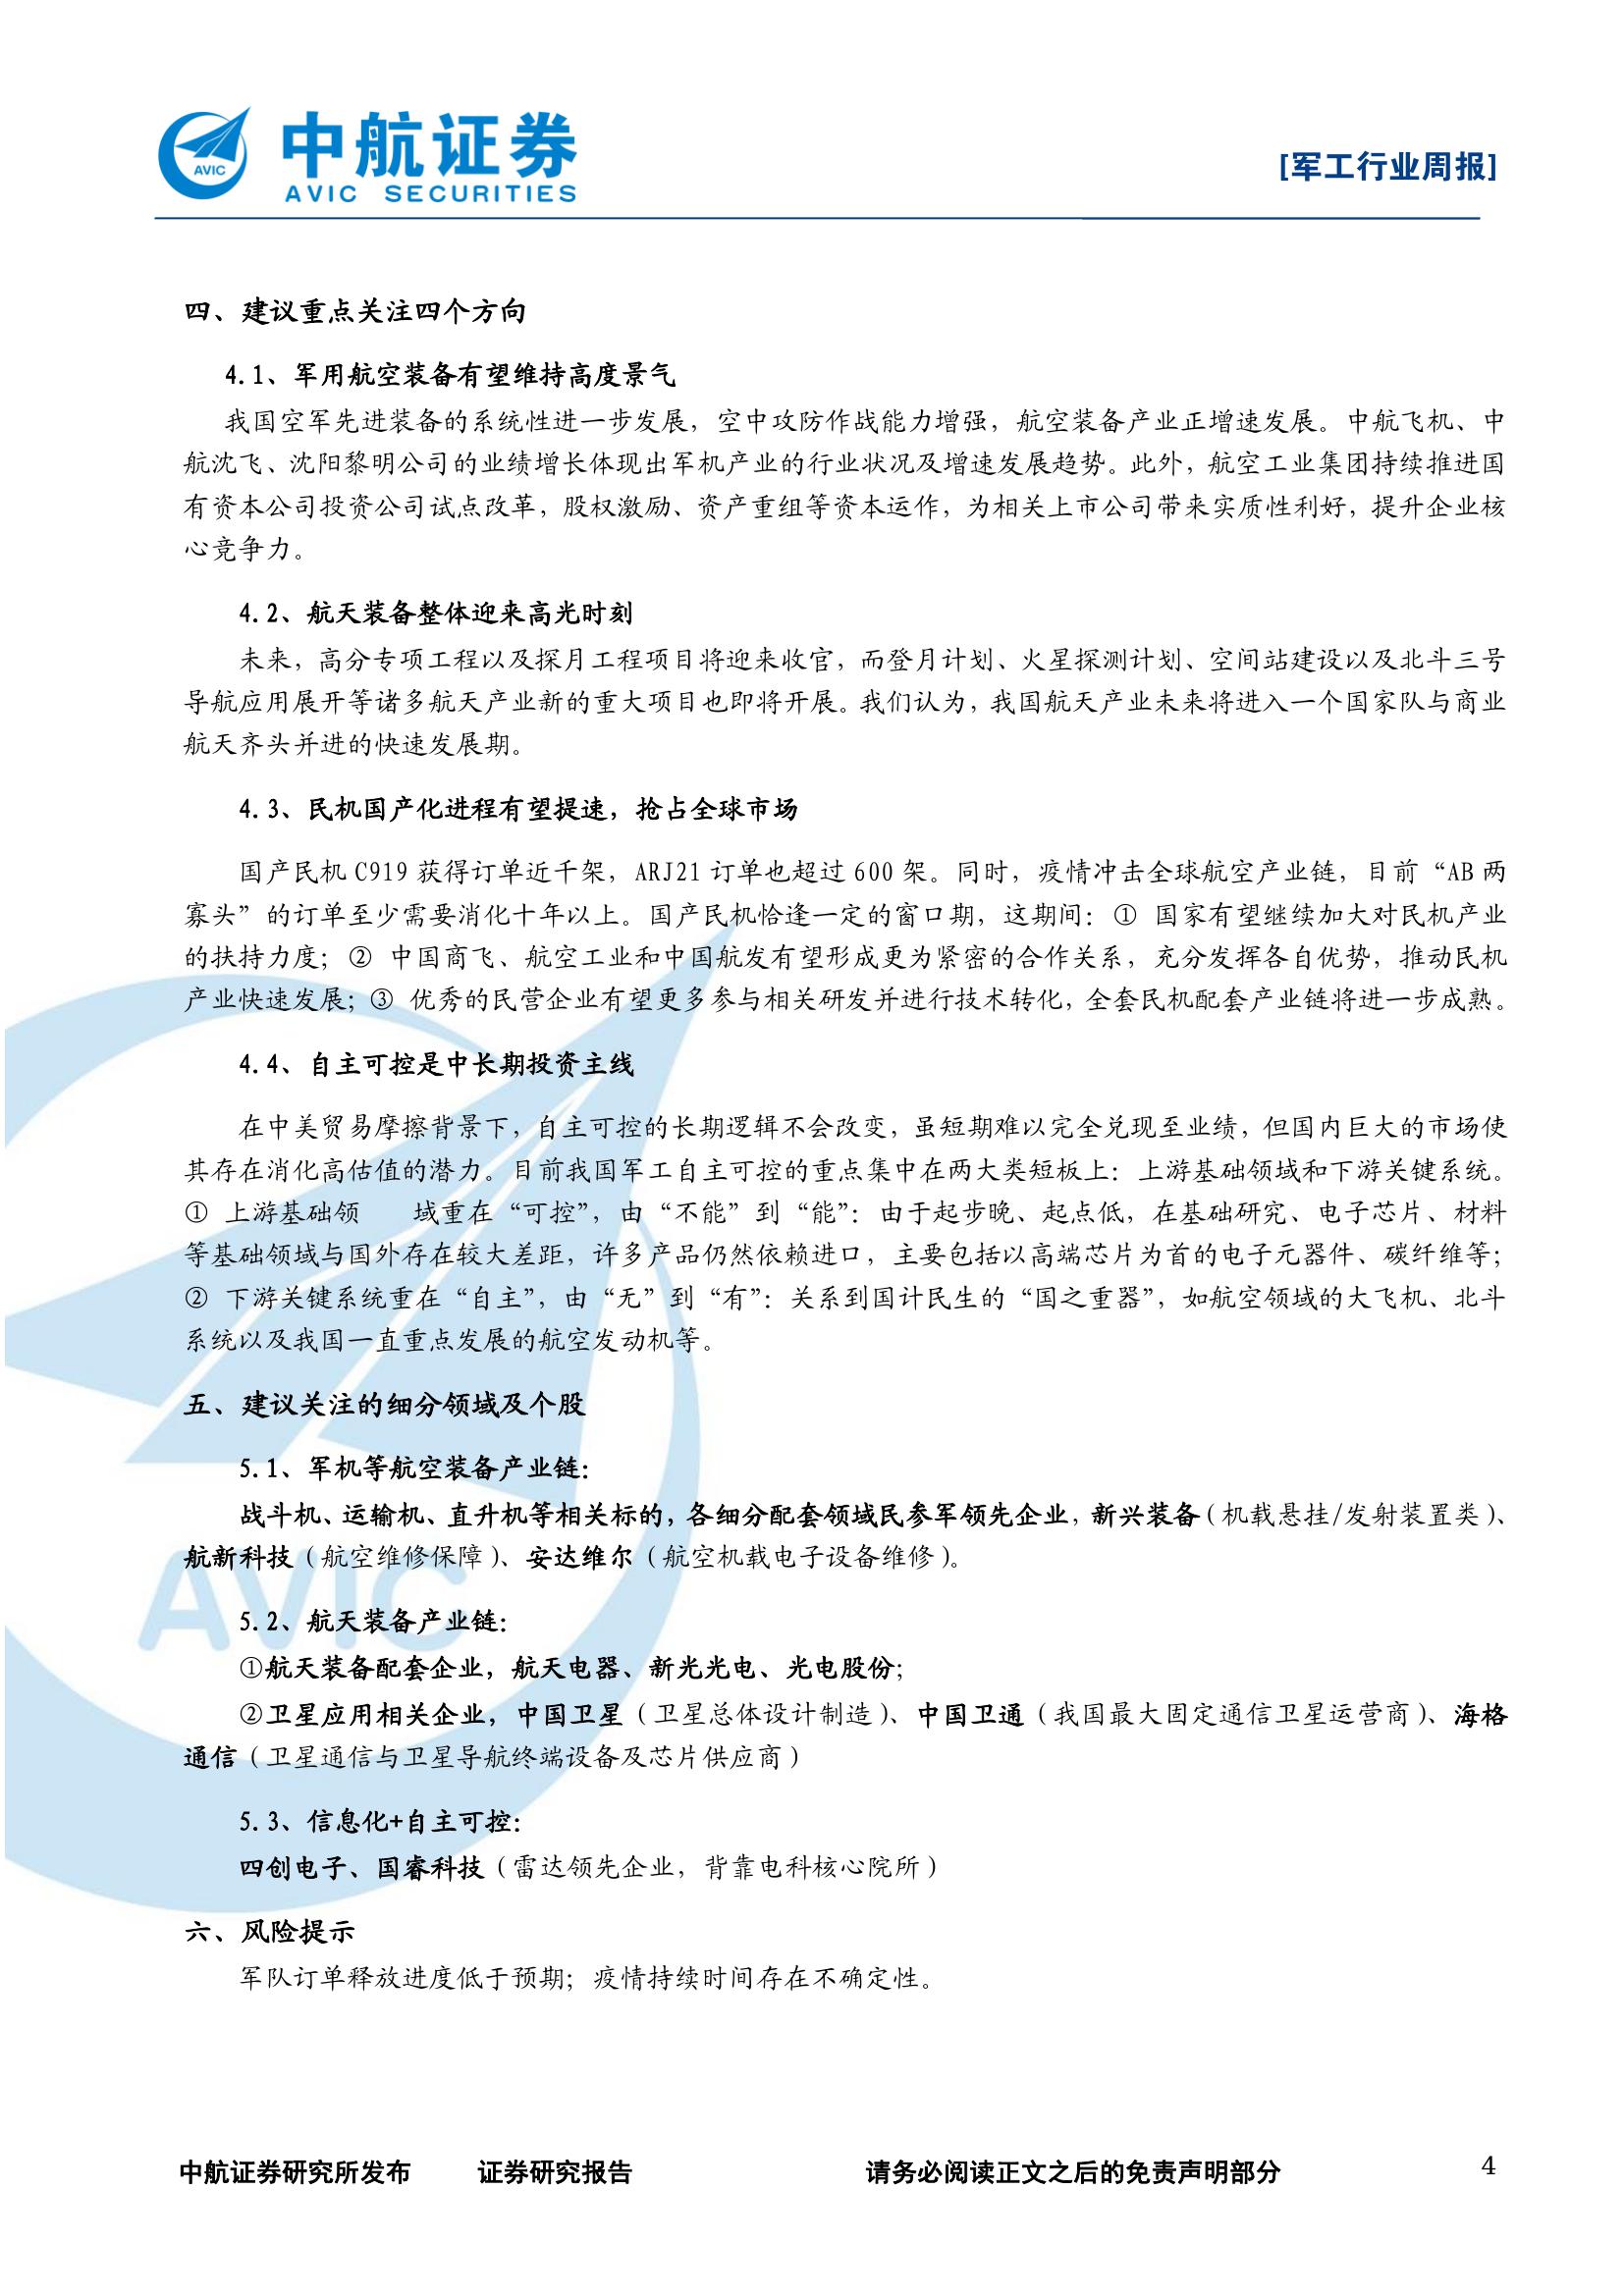 中航证券
AVIC SECURITIES
AVIC
[军工行业周报]
四、建议重点关注四个方向
4.1、军用航空装备有望维持高度景气
我国空军先进装备的系统性进一步发展，空中攻防作战能力增强，航空装备产业正增速发展。中航飞机、中
航沈飞、沈阳黎明公司的业绩增长体现出军机产业的行业状况及增速发展趋势。此外，航空工业集团持续推进国
有资本公司投资公司试点改革，股权激励、资产重组等资本运作，为相关上市公司带来实质性利好，提升企业核
心竞争力。
4.2、航天装备整体迎来高光时刻
未来，高分专项工程以及探月工程项目将迎来收官，而登月计划、火星探测计划、空间站建设以及北斗三号
导航应用展开等诸多航天产业新的重大项目也即将开展。我们认为，我国航天产业未来将进入一个国家队与商业
航天齐头并进的快速发展期。
4.3、民机国产化进程有望提速，抢占全球市场
国产民机 C919 获得订单近千架，ARJ21 订单也超过 600 架。同时，疫情冲击全球航空产业链，目前“AB 两
寡头”的订单至少需要消化十年以上。国产民机恰逢一定的窗口期，这期间：① 国家有望继续加大对民机产业
的扶持力度；② 中国商飞、航空工业和中国航发有望形成更为紧密的合作关系，充分发挥各自优势，推动民机
产业快速发展；③ 优秀的民营企业有望更多参与相关研发并进行技术转化，全套民机配套产业链将进一步成熟。
4.4、自主可控是中长期投资主线
在中美贸易摩擦背景下，自主可控的长期逻辑不会改变，虽短期难以完全兑现至业绩，但国内巨大的市场使
其存在消化高估值的潜力。目前我国军工自主可控的重点集中在两大类短板上：上游基础领域和下游关键系统。
① 上游基础领　　域重在“可控”，由“不能”到“能”：由于起步晚、起点低，在基础研究、电子芯片、材料
等基础领域与国外存在较大差距，许多产品仍然依赖进口，主要包括以高端芯片为首的电子元器件、碳纤维等；
② 下游关键系统重在“自主”，由“无”到“有”：关系到国计民生的“国之重器”，如航空领域的大飞机、北斗
系统以及我国一直重点发展的航空发动机等。
五、建议关注的细分领域及个股
5.1、军机等航空装备产业链：
战斗机、运输机、直升机等相关标的，各细分配套领域民参军领先企业，新兴装备（机载悬挂/发射装置类）、
航新科技（航空维修保障）、安达维尔（航空机载电子设备维修）。
5.2、航天装备产业链：
①航天装备配套企业，航天电器、新光光电、光电股份；
②卫星应用相关企业，中国卫星（卫星总体设计制造）、中国卫通（我国最大固定通信卫星运营商）、海格
通信（卫星通信与卫星导航终端设备及芯片供应商）
5.3、信息化+自主可控：
四创电子、国睿科技（雷达领先企业，背靠电科核心院所）
六、风险提示
军队订单释放进度低于预期；疫情持续时间存在不确定性。
AVIC
中航证券研究所发布 证券研究报告 请务必阅读正文之后的免责声明部分 4